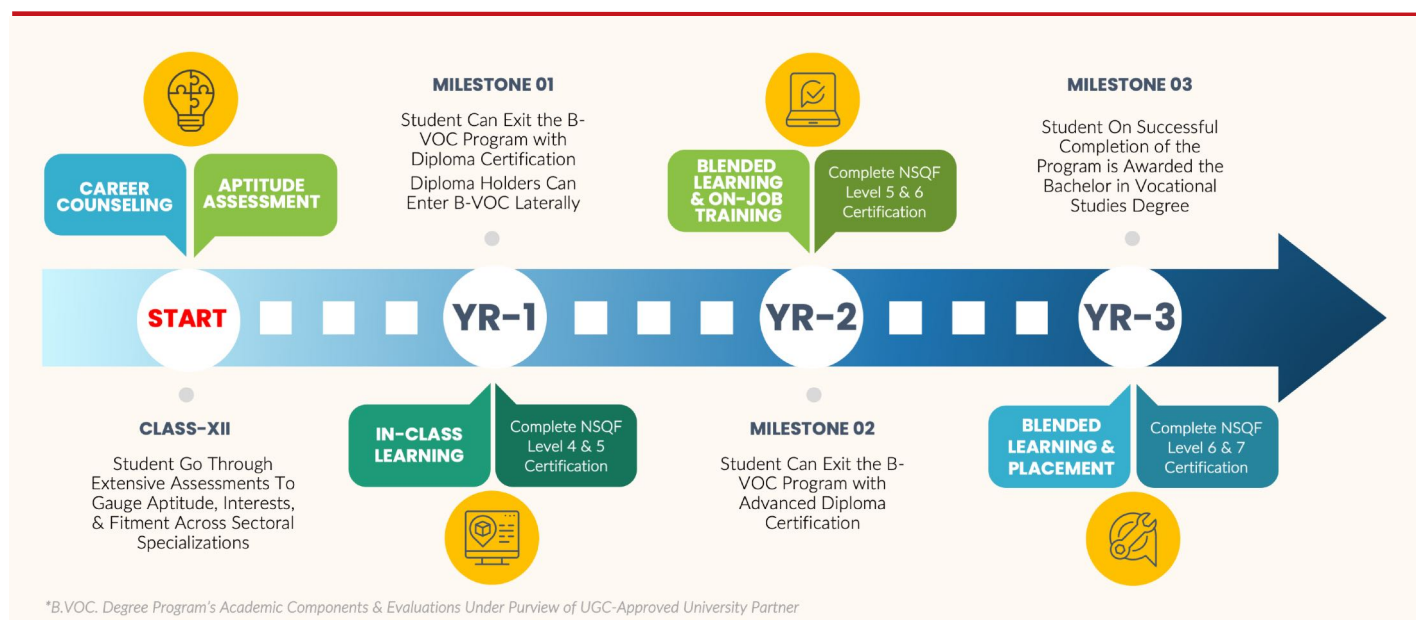 CAREER
COUNSELING
APTITUDE
ASSESSMENT
MILESTONE 01
Student Can Exit the B-
VOC Program with
Diploma Certification
Diploma Holders Can
Enter B-VOC Laterally
BLENDED
LEARNING
& ON-JOB
TRAINING
Complete NSQF
Level 5 & 6
Certification
MILESTONE 03
Student On Successful
Completion of the
Program is Awarded the
Bachelor in Vocational
Studies Degree
START
YR-1
YR-2
YR-3
CLASS-XII
Student Go Through
Extensive Assessments To
Gauge Aptitude, Interests,
& Fitment Across Sectoral
Specializations
IN-CLASS
LEARNING
Complete NSQF
Level 4 & 5
Certification
MILESTONE 02
Student Can Exit the B-
VOC Program with
Advanced Diploma
Certification
BLENDED
LEARNING &
PLACEMENT
Complete NSQF
Level 6 & 7
Certification
*B.VOC. Degree Program's Academic Components & Evaluations Under Purview of UGC-Approved University Partner